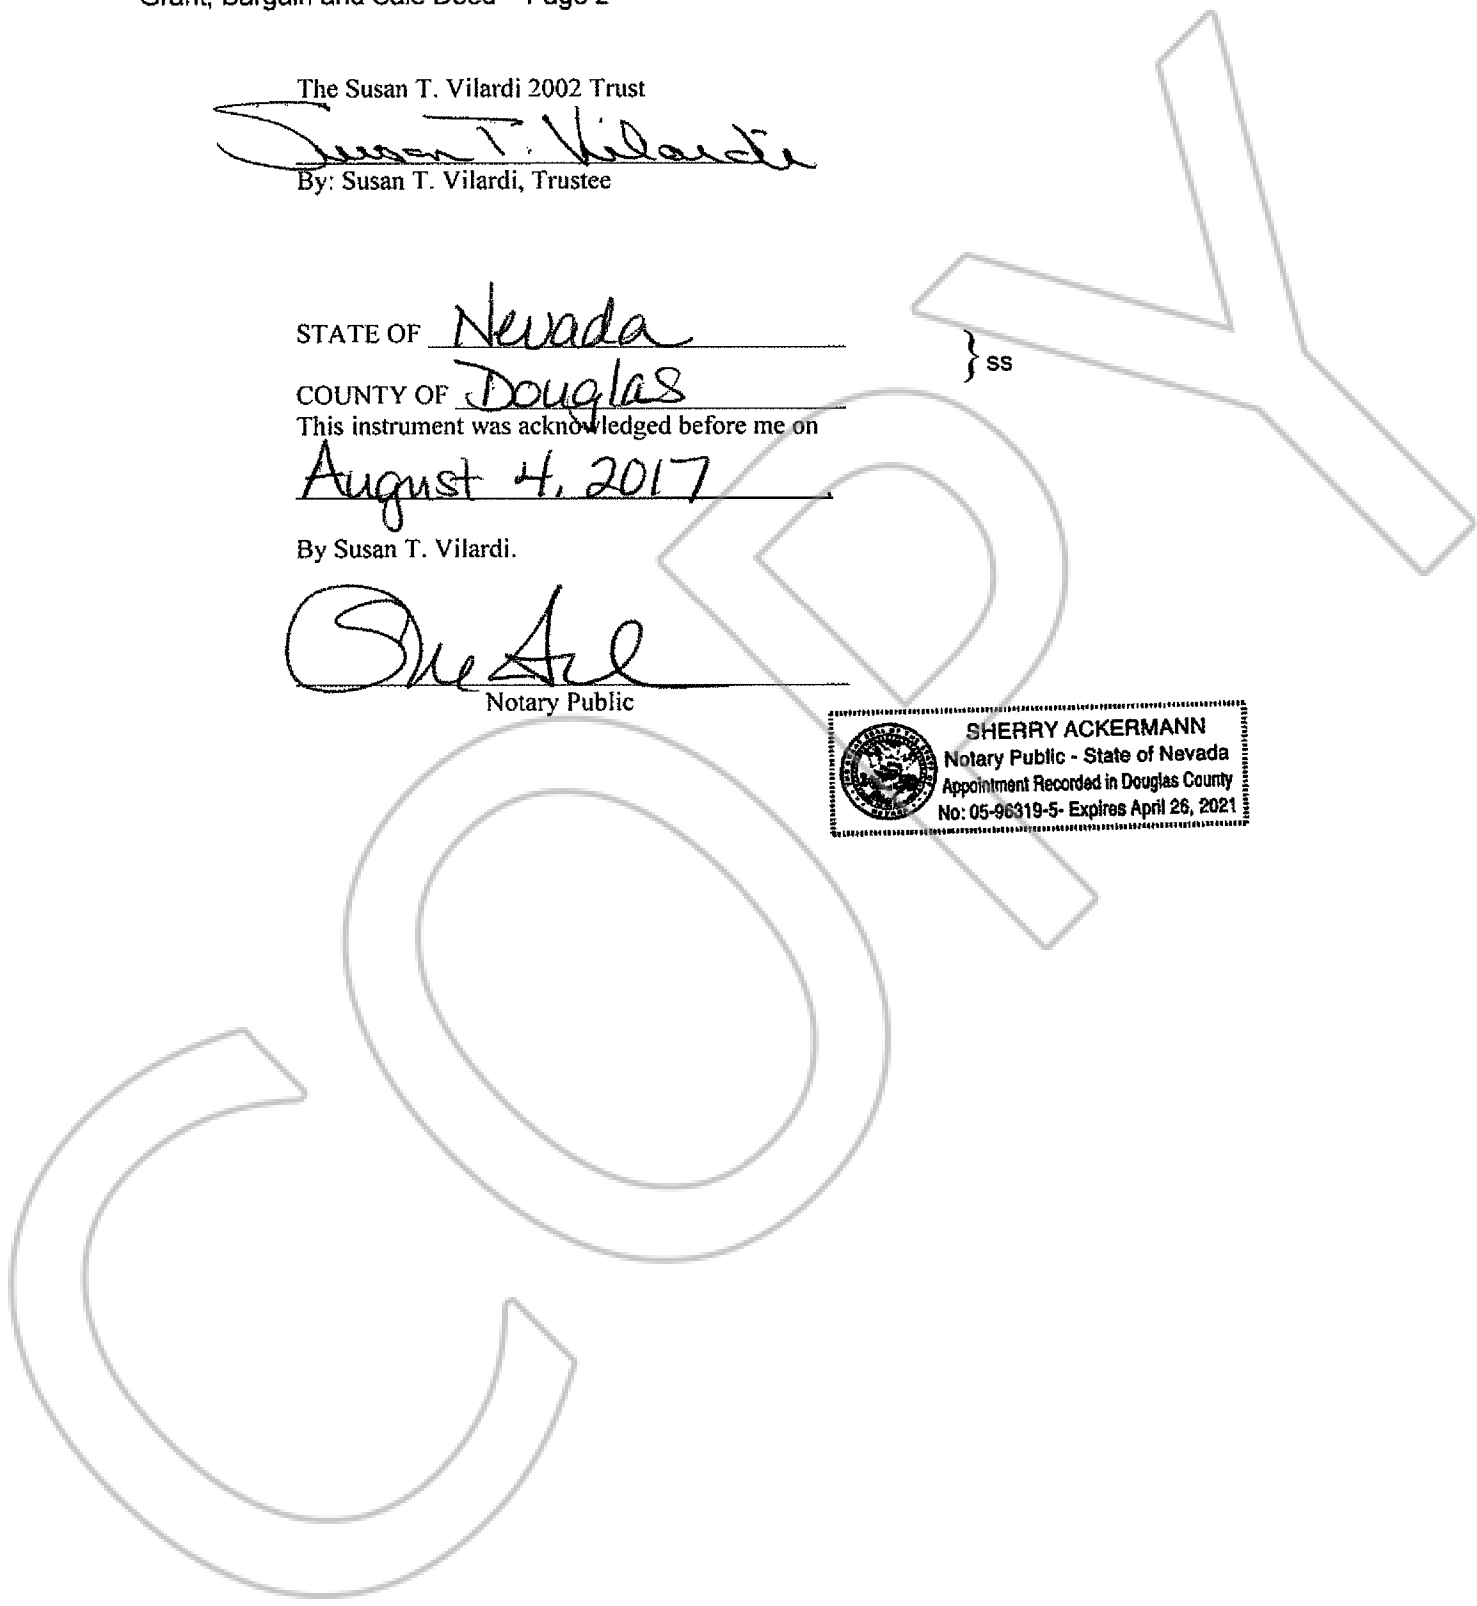 Grant, Bargain and Sale Deed - Page 2
The Susan T. Vilardi 2002 Trust
Susan T. Vilardi
By: Susan T. Vilardi, Trustee
STATE OF Nevada
} ss
COUNTY OF Douglas
This instrument was acknowledged before me on
August 4, 2017
By Susan T. Vilardi.
Notary Public
SHERRY ACKERMANN
Notary Public - State of Nevada
Appointment Recorded in Douglas County
No: 05-96319-5- Expires April 26, 2021
COPY